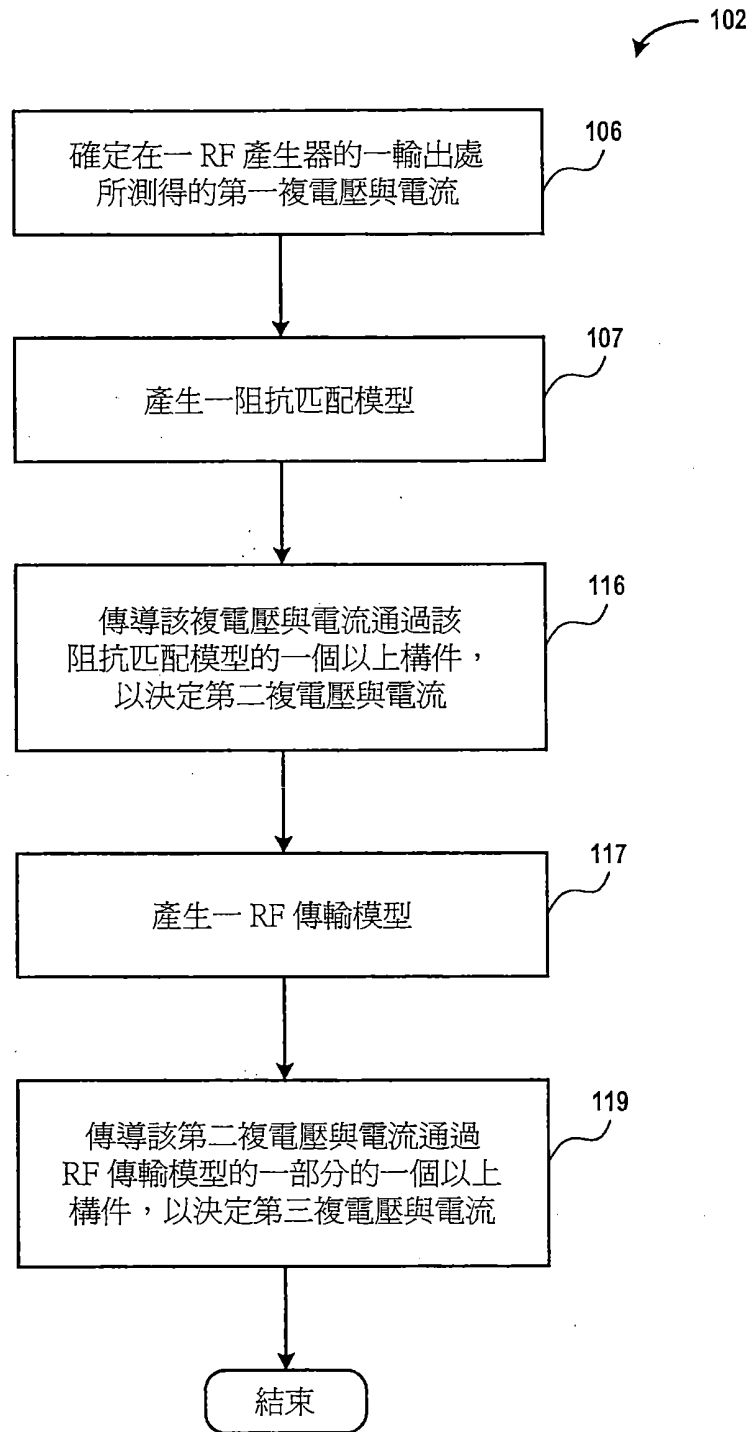 102
確定在一 RF 產生器的一輸出處
所測得的第一複電壓與電流
106
產生一阻抗匹配模型
107
傳導該複電壓與電流通過該
阻抗匹配模型的一個以上構件，
以決定第二複電壓與電流
116
產生一 RF 傳輸模型
117
傳導該第二複電壓與電流通過
RF 傳輸模型的一部分的一個以上
構件，以決定第三複電壓與電流
119
結束